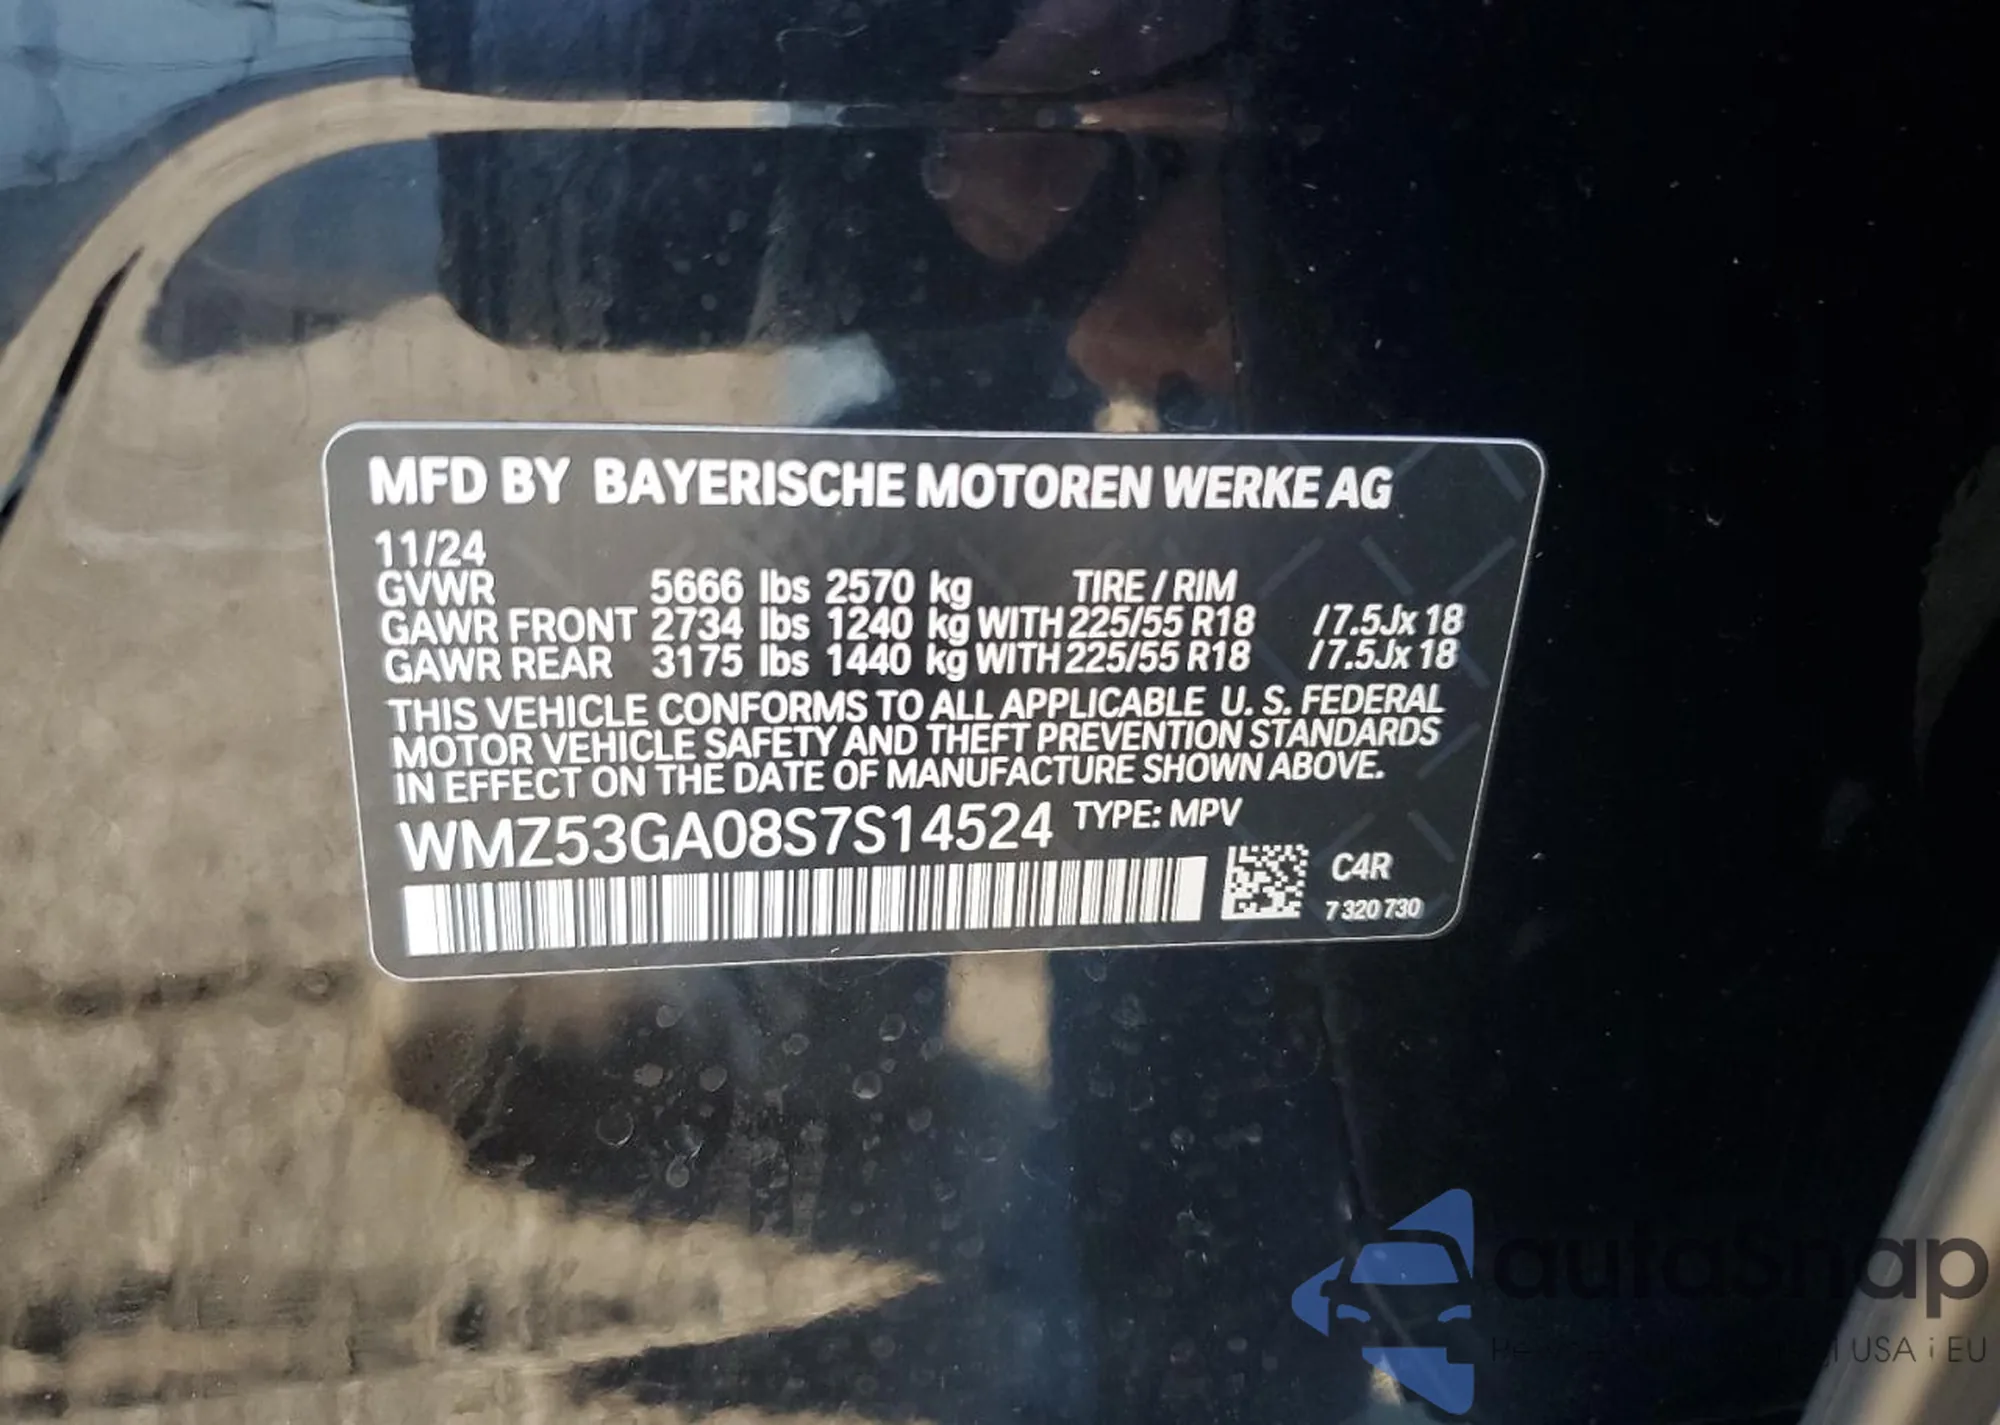 MFD BY BAYERISCHE MOTOREN WERKE AG
11/24
GVWR 5666 lbs 2570 kg TIRE / RIM
GAWR FRONT 2734 lbs 1240 kg WITH 225/55 R18 /7.5Jx 18
GAWR REAR 3175 lbs 1440 kg WITH 225/55 R18 /7.5Jx 18
THIS VEHICLE CONFORMS TO ALL APPLICABLE U. S. FEDERAL
MOTOR VEHICLE SAFETY AND THEFT PREVENTION STANDARDS
IN EFFECT ON THE DATE OF MANUFACTURE SHOWN ABOVE.
WMZ53GA08S7S14524 TYPE: MPV
C4R
7 320 730
autoSnap
USA i EU